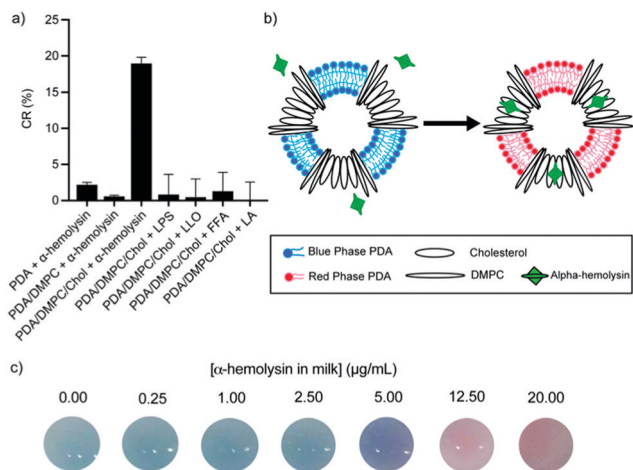 a)
25
20
15
10
5
0
CR (%)
PDA + α-hemolysin
PDA/DMPC + α-hemolysin
PDA/DMPC/Chol + α-hemolysin
PDA/DMPC/Chol + LPS
PDA/DMPC/Chol + LLO
PDA/DMPC/Chol + FFA
PDA/DMPC/Chol + LA
b)
Blue Phase PDA
Cholesterol
Red Phase PDA
DMPC
Alpha-hemolysin
c)
[α-hemolysin in milk] (µg/mL)
0.00 0.25 1.00 2.50 5.00 12.50 20.00